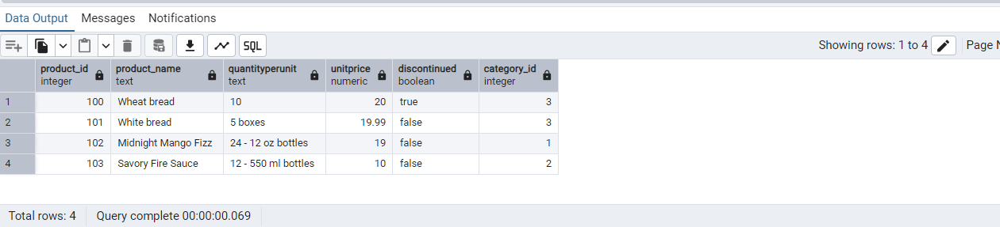 Data Output Messages Notifications
SQL Showing rows: 1 to 4 Page N
product_id product_name quantityperunit unitprice discontinued category_id
integer text text numeric boolean integer
1 100 Wheat bread 10 20 true 3
2 101 White bread 5 boxes 19.99 false 3
3 102 Midnight Mango Fizz 24 - 12 oz bottles 19 false 1
4 103 Savory Fire Sauce 12 - 550 ml bottles 10 false 2
Total rows: 4 Query complete 00:00:00.069